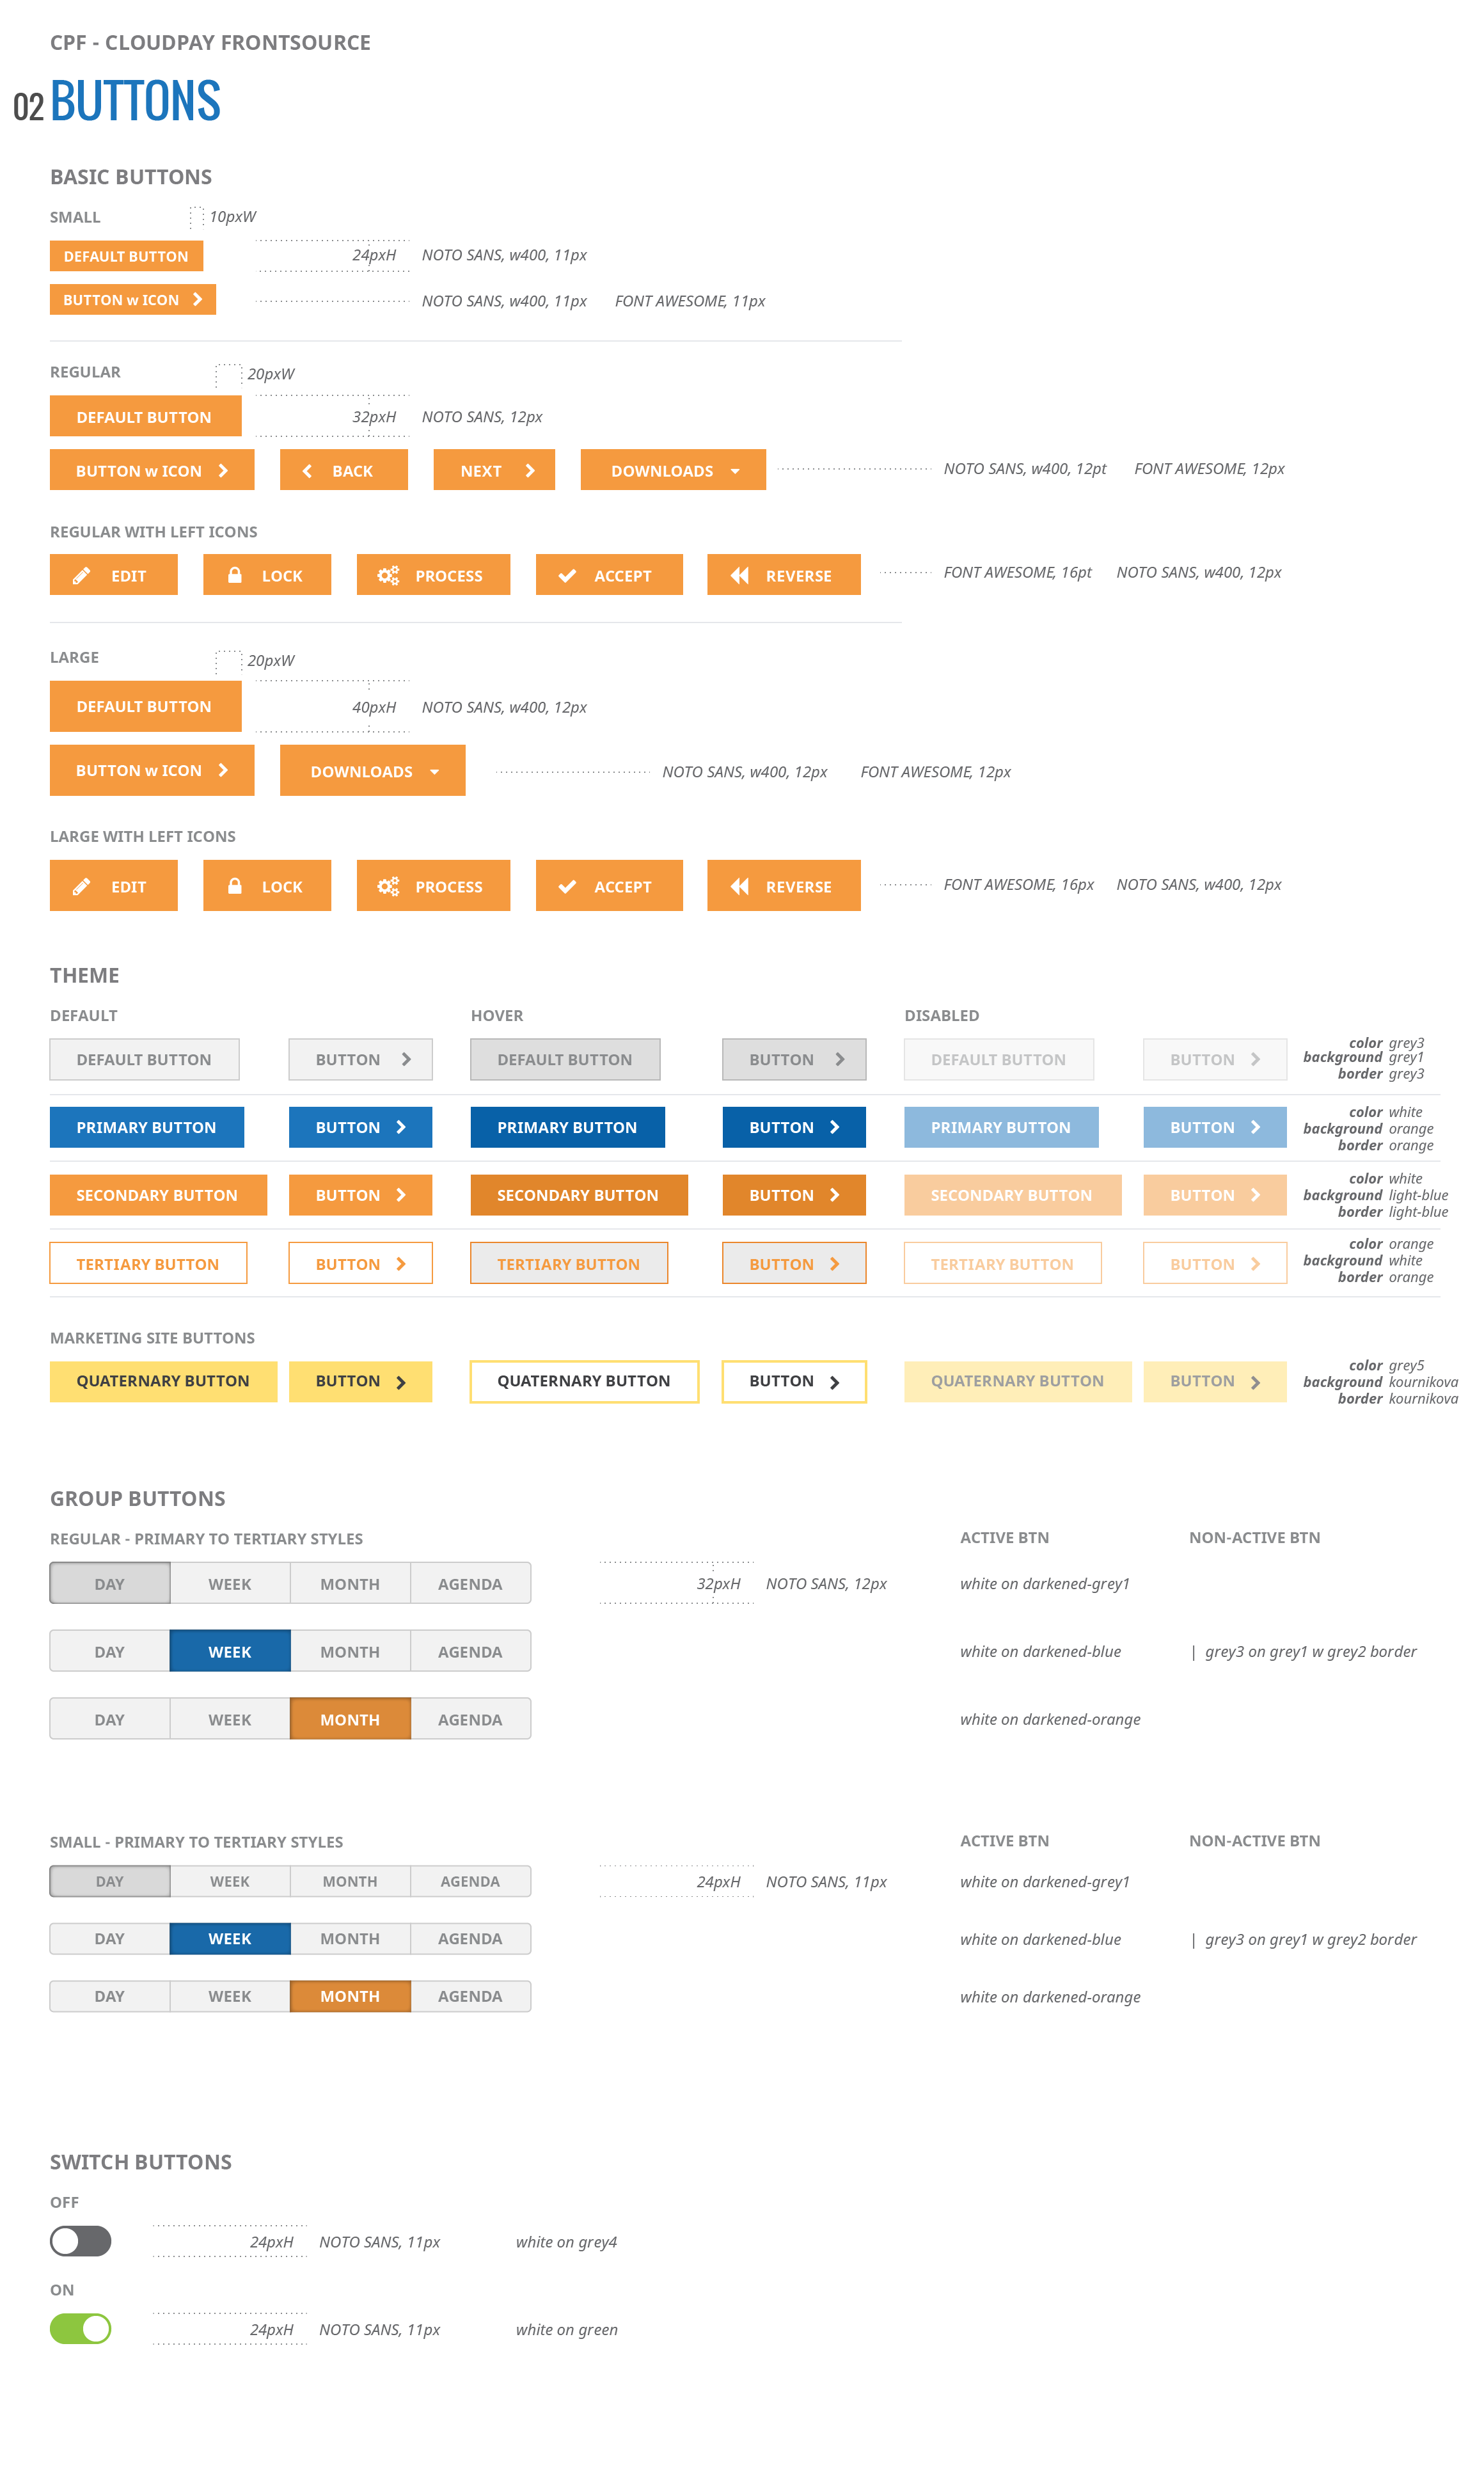 CPF - CLOUDPAY FRONTSOURCE
02 BUTTONS
BASIC BUTTONS
SMALL 10pxW
DEFAULT BUTTON 24pxH NOTO SANS, w400, 11px
BUTTON w ICON NOTO SANS, w400, 11px FONT AWESOME, 11px
REGULAR 20pxW
DEFAULT BUTTON 32pxH NOTO SANS, 12px
BUTTON w ICON BACK NEXT DOWNLOADS NOTO SANS, w400, 12pt FONT AWESOME, 12px
REGULAR WITH LEFT ICONS
EDIT LOCK PROCESS ACCEPT REVERSE FONT AWESOME, 16pt NOTO SANS, w400, 12px
LARGE 20pxW
DEFAULT BUTTON 40pxH NOTO SANS, w400, 12px
BUTTON w ICON DOWNLOADS NOTO SANS, w400, 12px FONT AWESOME, 12px
LARGE WITH LEFT ICONS
EDIT LOCK PROCESS ACCEPT REVERSE FONT AWESOME, 16px NOTO SANS, w400, 12px
THEME
DEFAULT HOVER DISABLED
DEFAULT BUTTON BUTTON DEFAULT BUTTON BUTTON DEFAULT BUTTON BUTTON
color grey3
background grey1
border grey3
PRIMARY BUTTON BUTTON PRIMARY BUTTON BUTTON PRIMARY BUTTON BUTTON
color white
background orange
border orange
SECONDARY BUTTON BUTTON SECONDARY BUTTON BUTTON SECONDARY BUTTON BUTTON
color white
background light-blue
border light-blue
TERTIARY BUTTON BUTTON TERTIARY BUTTON BUTTON TERTIARY BUTTON BUTTON
color orange
background white
border orange
MARKETING SITE BUTTONS
QUATERNARY BUTTON BUTTON QUATERNARY BUTTON BUTTON QUATERNARY BUTTON BUTTON
color grey5
background kournikova
border kournikova
GROUP BUTTONS
REGULAR - PRIMARY TO TERTIARY STYLES ACTIVE BTN NON-ACTIVE BTN
DAY WEEK MONTH AGENDA 32pxH NOTO SANS, 12px white on darkened-grey1
DAY WEEK MONTH AGENDA white on darkened-blue | grey3 on grey1 w grey2 border
DAY WEEK MONTH AGENDA white on darkened-orange
SMALL - PRIMARY TO TERTIARY STYLES ACTIVE BTN NON-ACTIVE BTN
DAY WEEK MONTH AGENDA 24pxH NOTO SANS, 11px white on darkened-grey1
DAY WEEK MONTH AGENDA white on darkened-blue | grey3 on grey1 w grey2 border
DAY WEEK MONTH AGENDA white on darkened-orange
SWITCH BUTTONS
OFF
24pxH NOTO SANS, 11px white on grey4
ON
24pxH NOTO SANS, 11px white on green